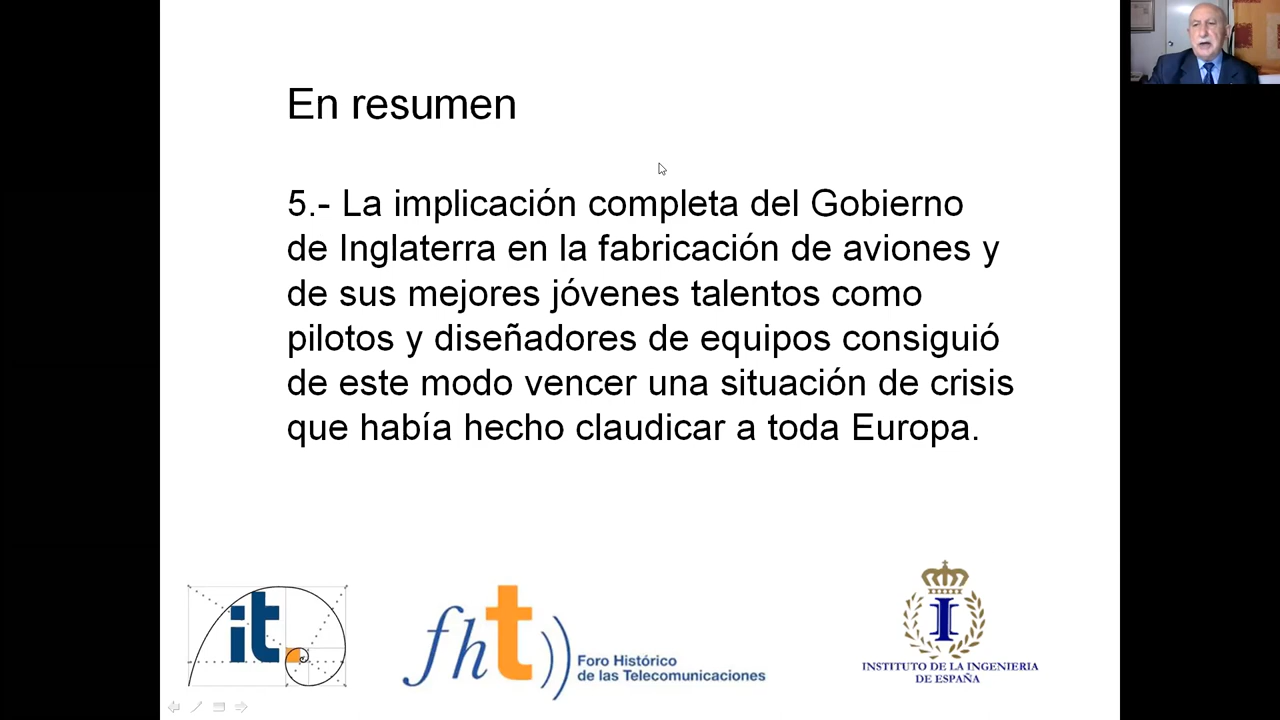 En resumen
5.- La implicación completa del Gobierno
de Inglaterra en la fabricación de aviones y
de sus mejores jóvenes talentos como
pilotos y diseñadores de equipos consiguió
de este modo vencer una situación de crisis
que había hecho claudicar a toda Europa.
it
fht
Foro Histórico
de las Telecomunicaciones
I
INSTITUTO DE LA INGENIERIA
DE ESPAÑA